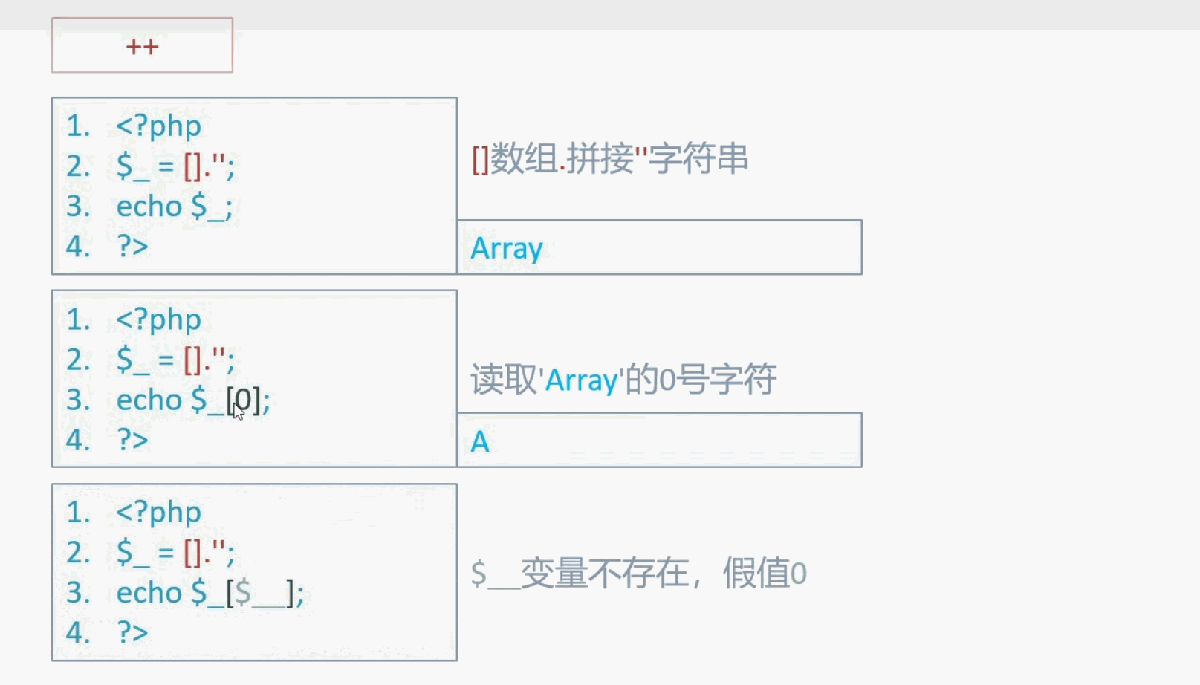 ++
1. <?php
2. $_ = [].'';
3. echo $_;
4. ?>
[]数组.拼接''字符串
Array
1. <?php
2. $_ = [].'';
3. echo $_[0];
4. ?>
读取'Array'的0号字符
A
1. <?php
2. $_ = [].'';
3. echo $_[$__];
4. ?>
$__变量不存在，假值0